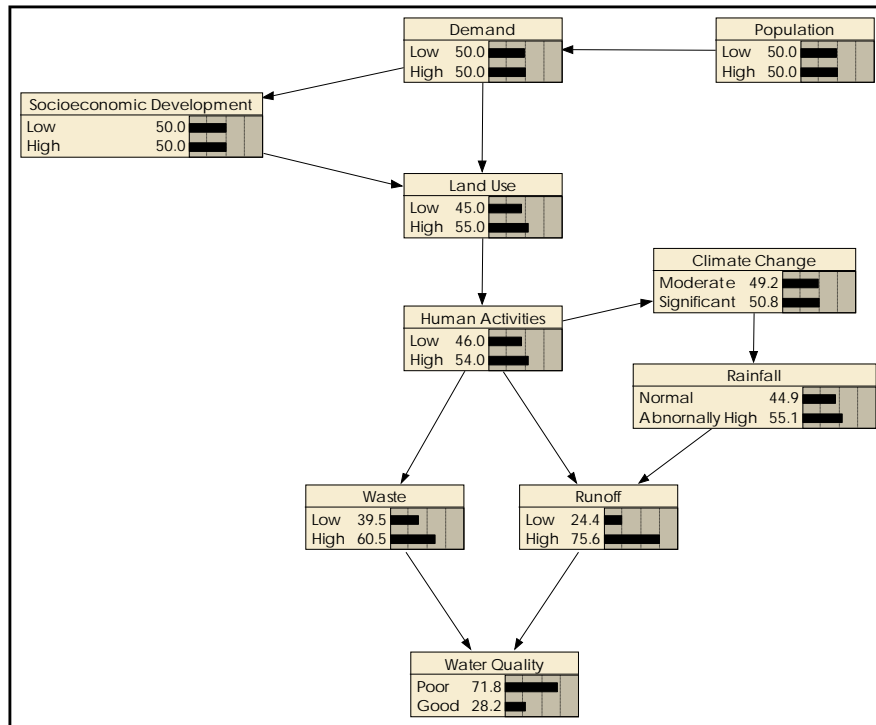 Demand
Low 50.0
High 50.0
Population
Low 50.0
High 50.0
Socioeconomic Development
Low 50.0
High 50.0
Land Use
Low 45.0
High 55.0
Climate Change
Moderate 49.2
Significant 50.8
Human Activities
Low 46.0
High 54.0
Rainfall
Normal 44.9
Abnornally High 55.1
Waste
Low 39.5
High 60.5
Runoff
Low 24.4
High 75.6
Water Quality
Poor 71.8
Good 28.2